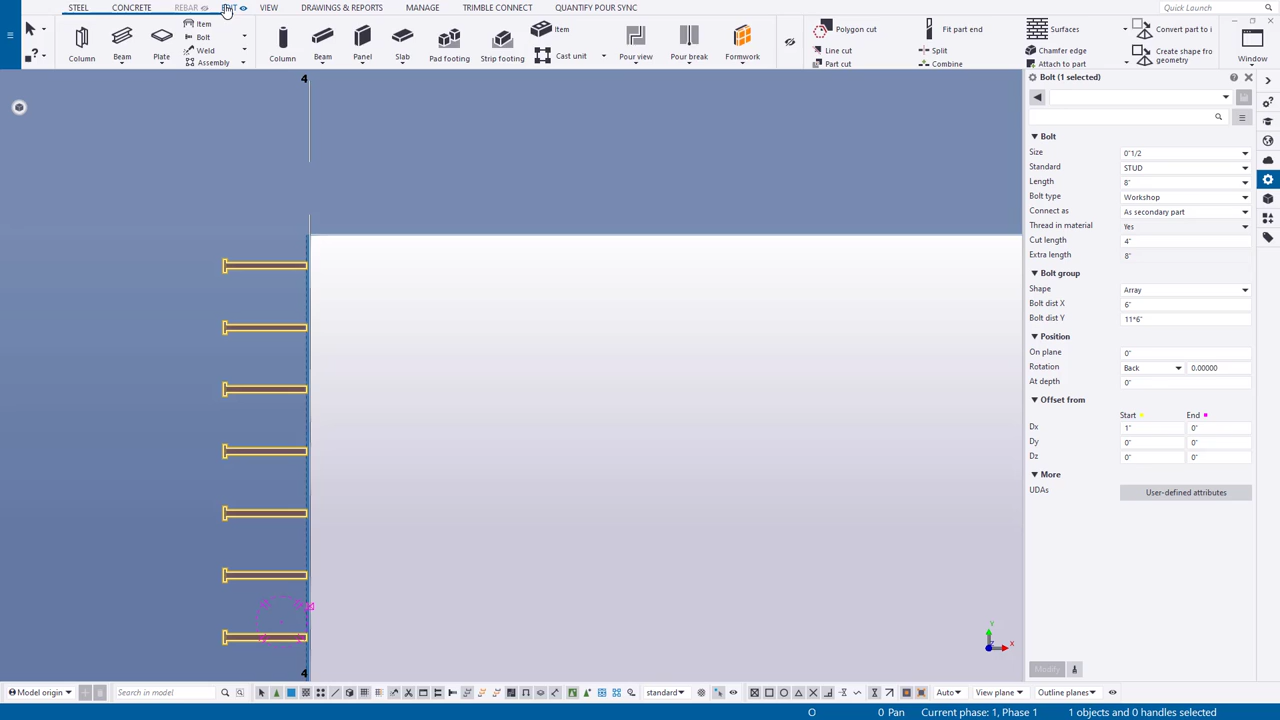 STEEL CONCRETE REBAR EDIT VIEW DRAWINGS & REPORTS MANAGE TRIMBLE CONNECT QUANTIFY POUR SYNC Quick Launch
Item
Bolt
Weld
Assembly
Column Beam Plate Column Beam Panel Slab Pad footing Strip footing
Item
Cast unit
Pour view Pour break Formwork
Polygon cut Fit part end
Line cut Split
Part cut Combine
Surfaces Convert part to i
Chamfer edge Create shape from
Attach to part geometry
Window
4
Bolt (1 selected)
Bolt
Size 0"1/2
Standard STUD
Length 8"
Bolt type Workshop
Connect as As secondary part
Thread in material Yes
Cut length 4"
Extra length 8"
Bolt group
Shape Array
Bolt dist X 6"
Bolt dist Y 11*6"
Position
On plane 0"
Rotation Back 0.00000
At depth 0"
Offset from
Start End
Dx 1" 0"
Dy 0" 0"
Dz 0" 0"
More
UDAs User-defined attributes
Y
X
4
Modify
Model origin Search in model standard Auto View plane Outline planes
O 0 Pan Current phase: 1, Phase 1 1 objects and 0 handles selected